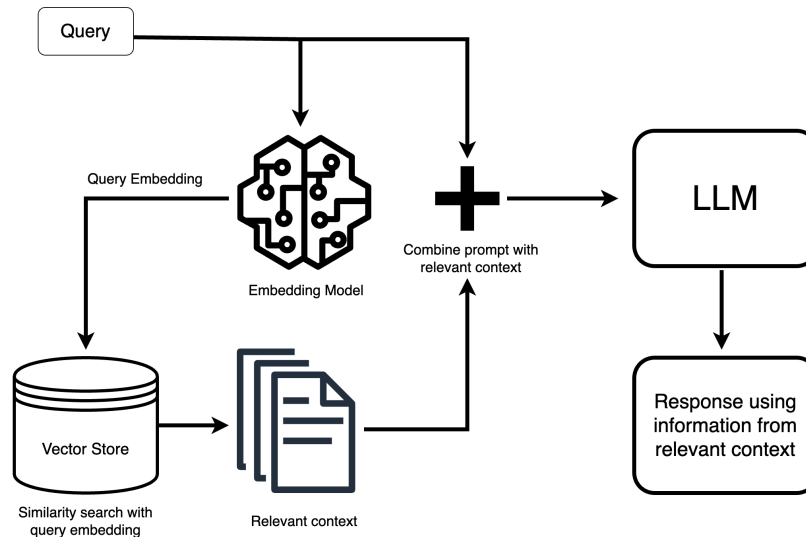 Query
Query Embedding
Embedding Model
Combine prompt with
relevant context
LLM
Vector Store
Similarity search with
query embedding
Relevant context
Response using
information from
relevant context